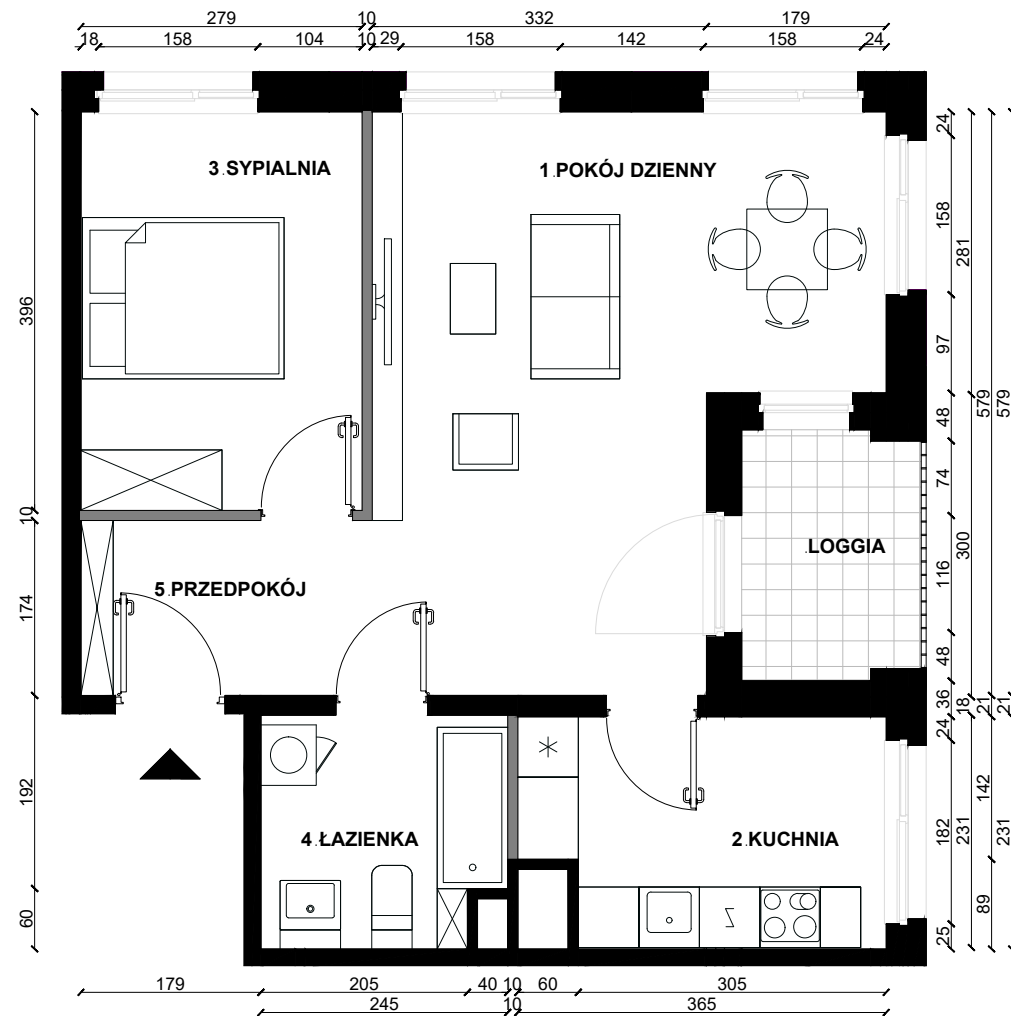 279 10 332 179
18 158 104 10 29 158 142 158 24
3.SYPIALNIA
1.POKÓJ DZIENNY
396
10
174
192
60
24
158
281
97
48
579
579
74
300
116
48
36
18
21
21
24
142
182
231
231
89
25
LOGGIA
5.PRZEDPOKÓJ
4.ŁAZIENKA
2.KUCHNIA
179 205 40 10 60 305
245 10 365